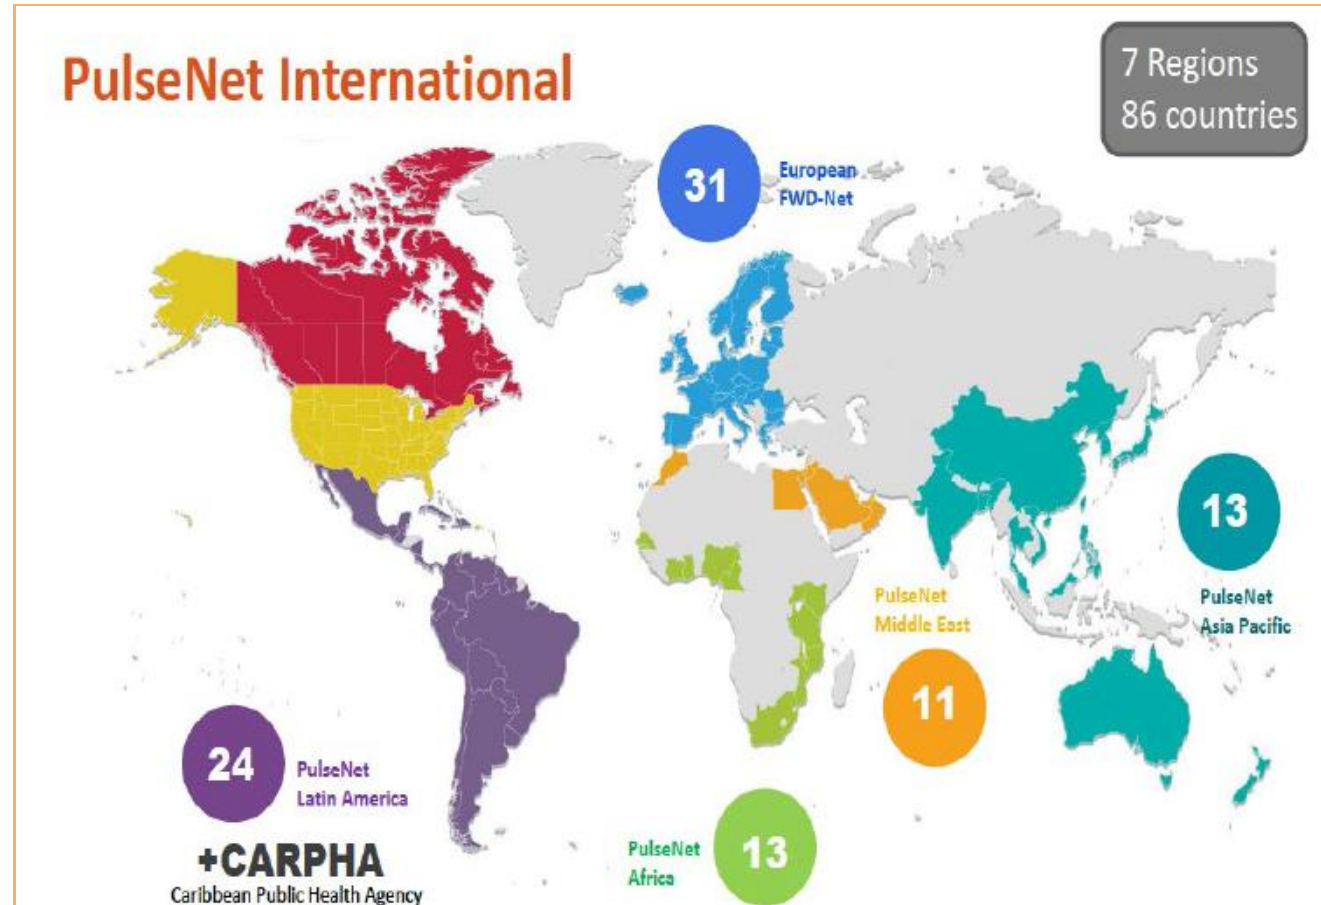 PulseNet International
7 Regions
86 countries
31
European
FWD-Net
13
PulseNet
Asia Pacific
PulseNet
Middle East
11
24
PulseNet
Latin America
+CARPHA
Caribbean Public Health Agency
PulseNet
Africa
13